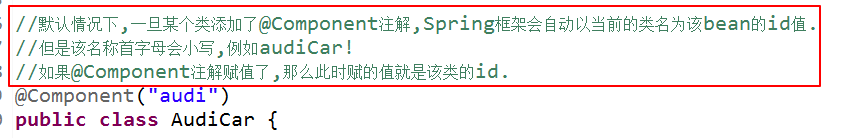 //默认情况下,一旦某个类添加了@Component注解,Spring框架会自动以当前的类名为该bean的id值.
//但是该名称首字母会小写,例如audiCar!
//如果@Component注解赋值了,那么此时赋的值就是该类的id.
@Component("audi")
public class AudiCar {